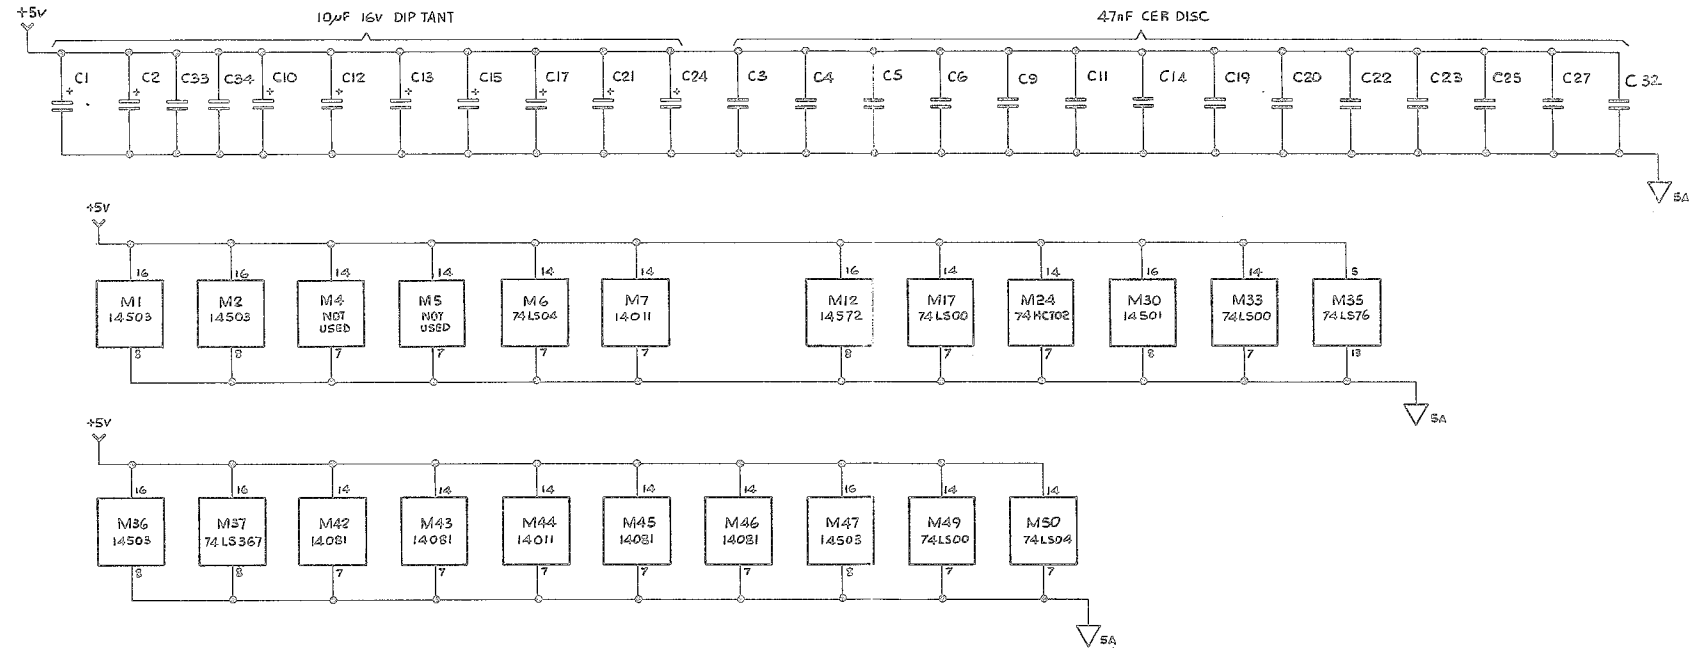 +5V
10µF 16V DIP TANT
47nF CER DISC
C1 C2 C33 C34 C10 C12 C13 C15 C17 C21 C24 C3 C4 C5 C6 C9 C11 C14 C19 C20 C22 C23 C25 C27 C32
+ + + + + + + + +
5A
+5V
16 16 14 14 14 14 16 14 14 16 14 5
M1 M2 M4 M5 M6 M7 M12 M17 M24 M30 M33 M35
14503 14503 NOT USED NOT USED 74LS04 14011 14572 74LS00 74HCT02 14501 74LS00 74LS76
8 8 7 7 7 7 8 7 7 8 7 13
5A
+5V
16 16 14 14 14 14 14 16 14 14
M36 M37 M42 M43 M44 M45 M46 M47 M49 M50
14503 74LS367 14081 14081 14011 14081 14081 14503 74LS00 74LS04
8 8 7 7 7 7 7 8 7 7
5A